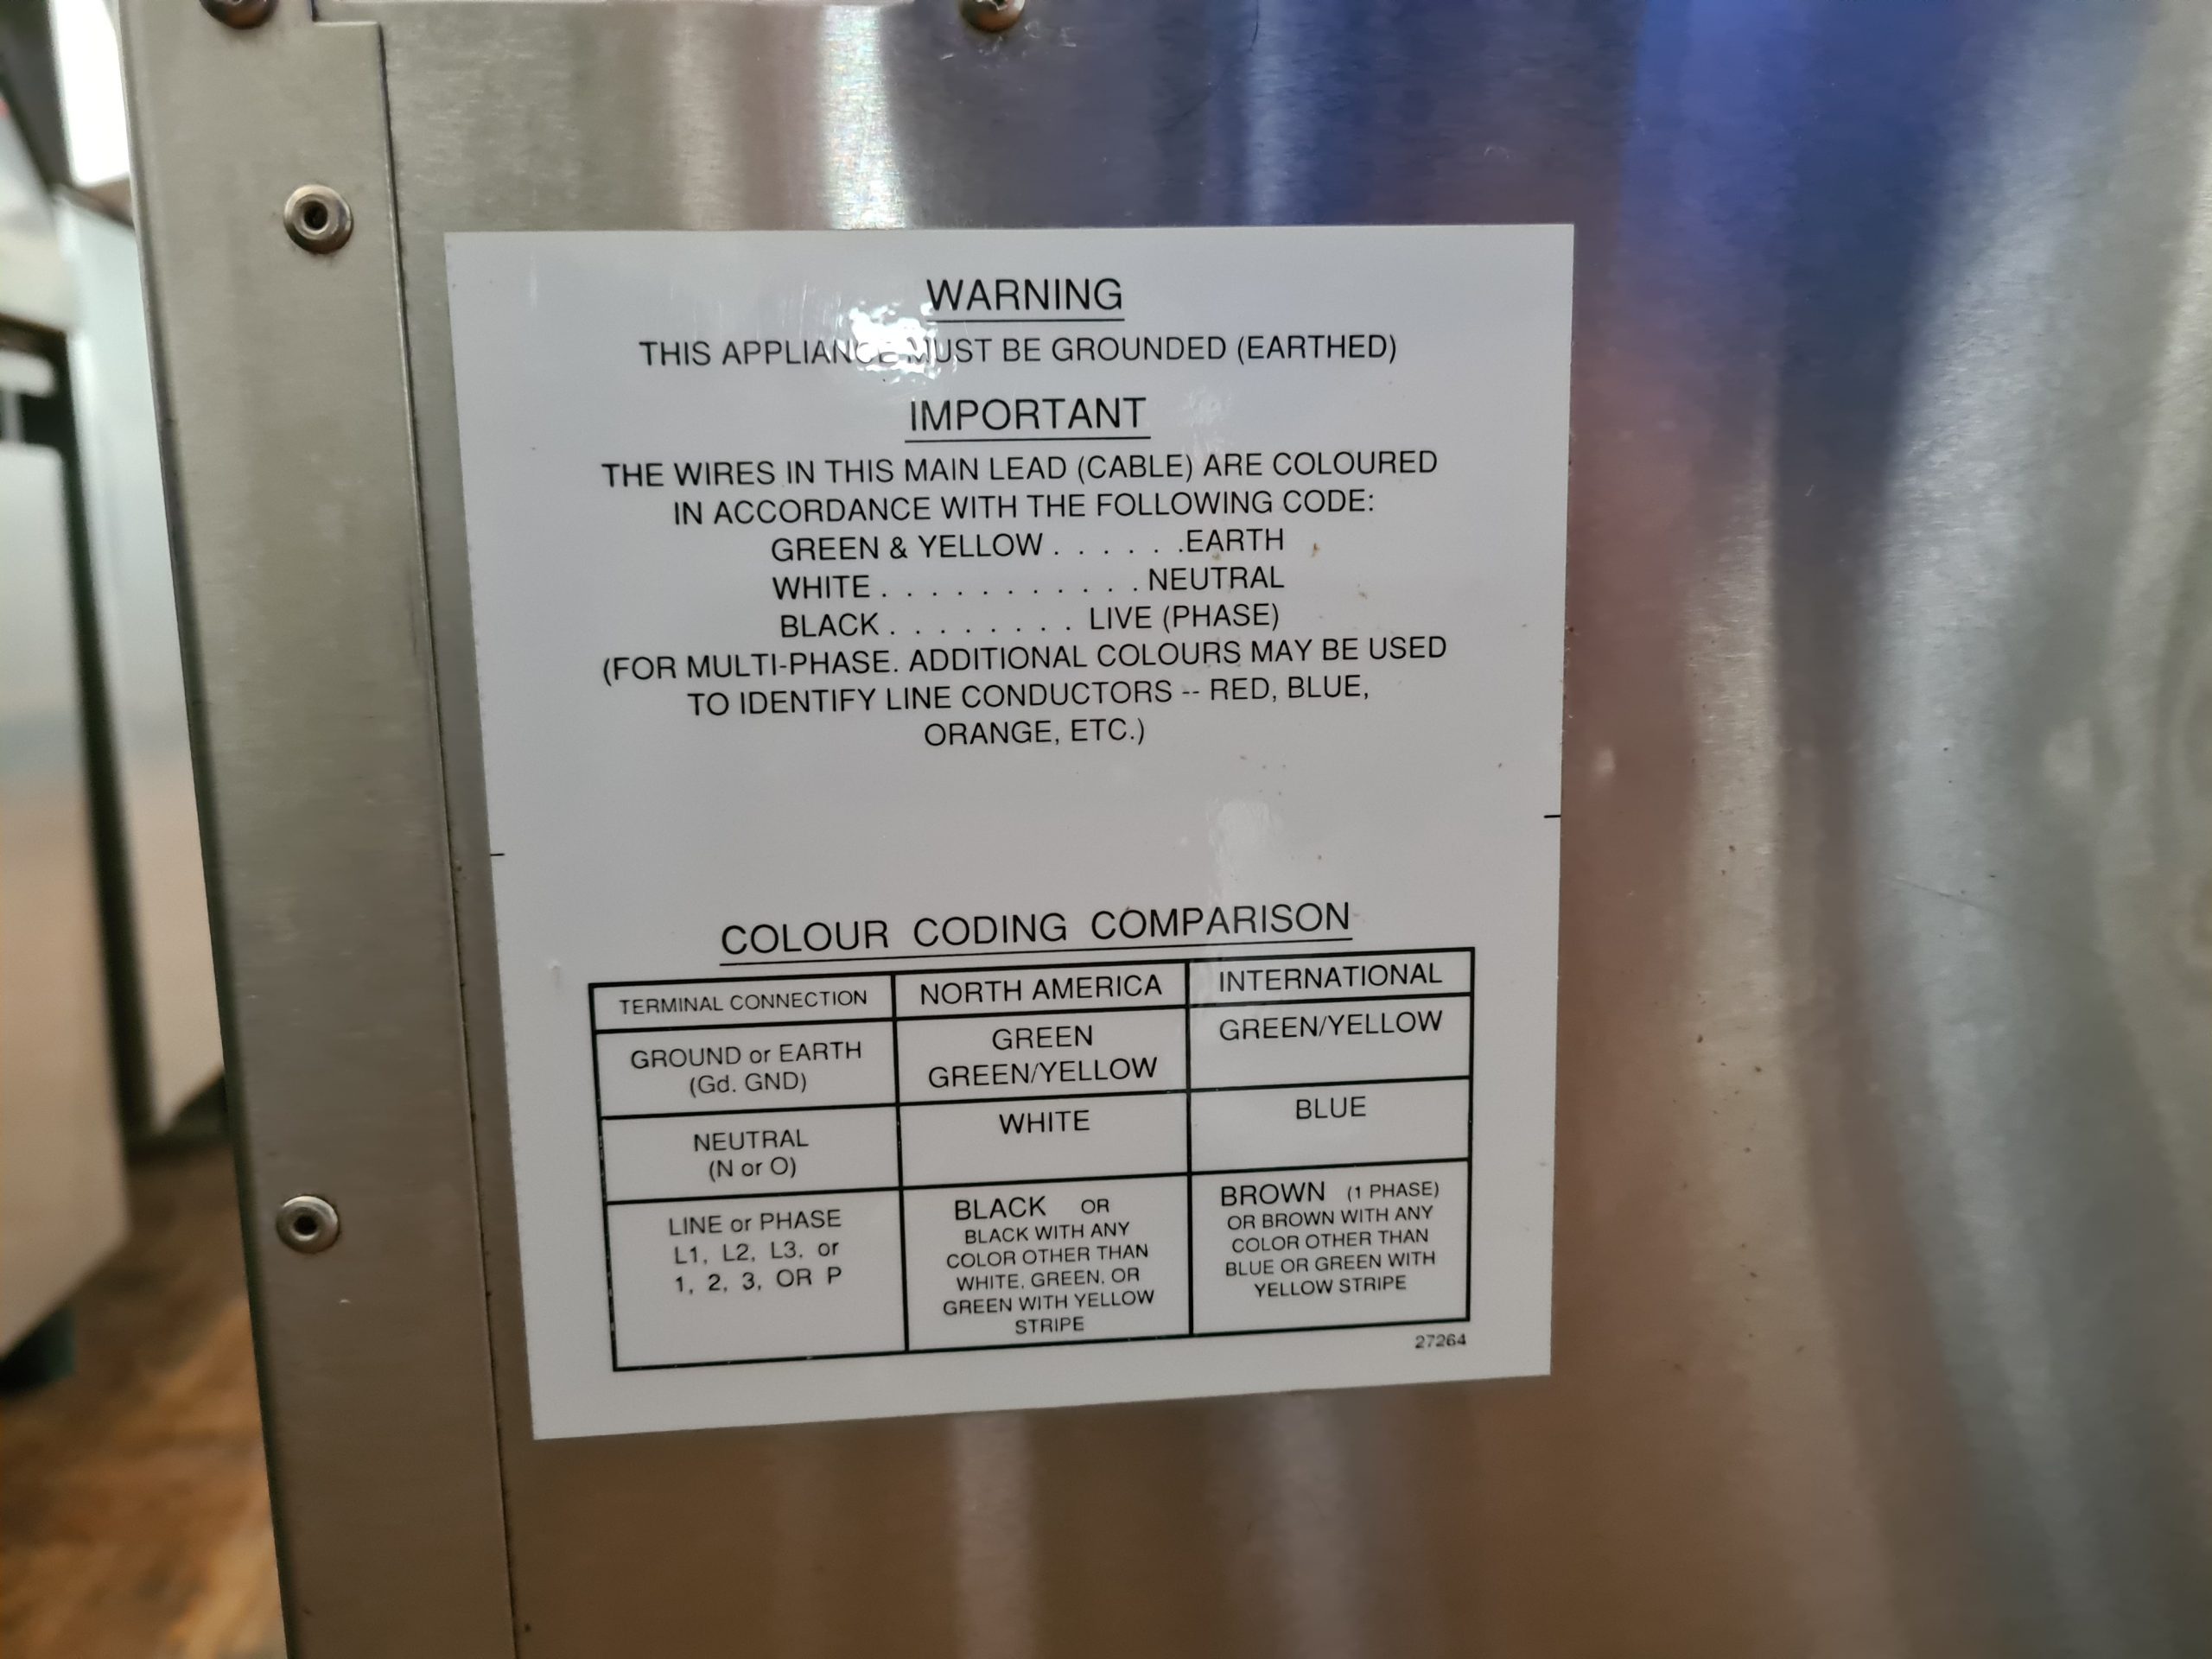 WARNING
THIS APPLIANCE MUST BE GROUNDED (EARTHED)
IMPORTANT
THE WIRES IN THIS MAIN LEAD (CABLE) ARE COLOURED
IN ACCORDANCE WITH THE FOLLOWING CODE:
GREEN & YELLOW . . . . . .EARTH
WHITE . . . . . . . . . . . NEUTRAL
BLACK . . . . . . . . LIVE (PHASE)
(FOR MULTI-PHASE. ADDITIONAL COLOURS MAY BE USED
TO IDENTIFY LINE CONDUCTORS -- RED, BLUE,
ORANGE, ETC.)
COLOUR CODING COMPARISON
TERMINAL CONNECTION
NORTH AMERICA
INTERNATIONAL
GROUND or EARTH
(Gd. GND)
GREEN
GREEN/YELLOW
GREEN/YELLOW
NEUTRAL
(N or O)
WHITE
BLUE
LINE or PHASE
L1, L2, L3, or
1, 2, 3, OR P
BLACK OR
BLACK WITH ANY
COLOR OTHER THAN
WHITE, GREEN, OR
GREEN WITH YELLOW
STRIPE
BROWN (1 PHASE)
OR BROWN WITH ANY
COLOR OTHER THAN
BLUE OR GREEN WITH
YELLOW STRIPE
27264